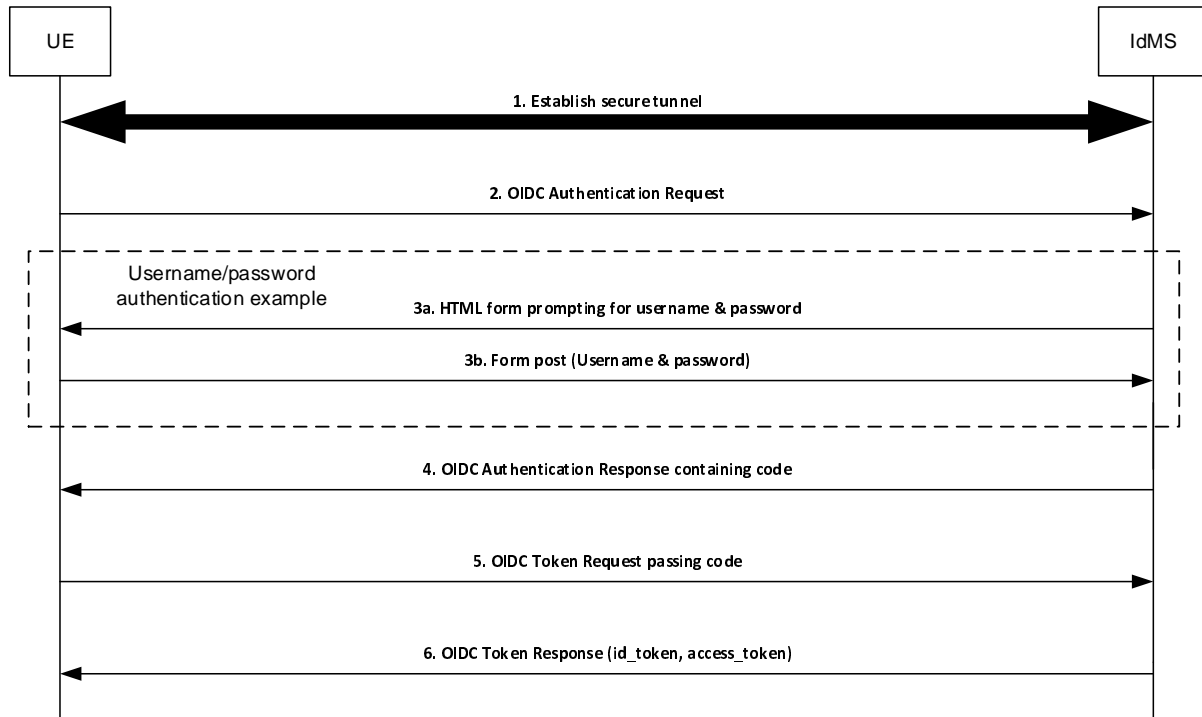 UE
IdMS
1. Establish secure tunnel
2. OIDC Authentication Request
Username/password
authentication example
3a. HTML form prompting for username & password
3b. Form post (Username & password)
4. OIDC Authentication Response containing code
5. OIDC Token Request passing code
6. OIDC Token Response (id_token, access_token)